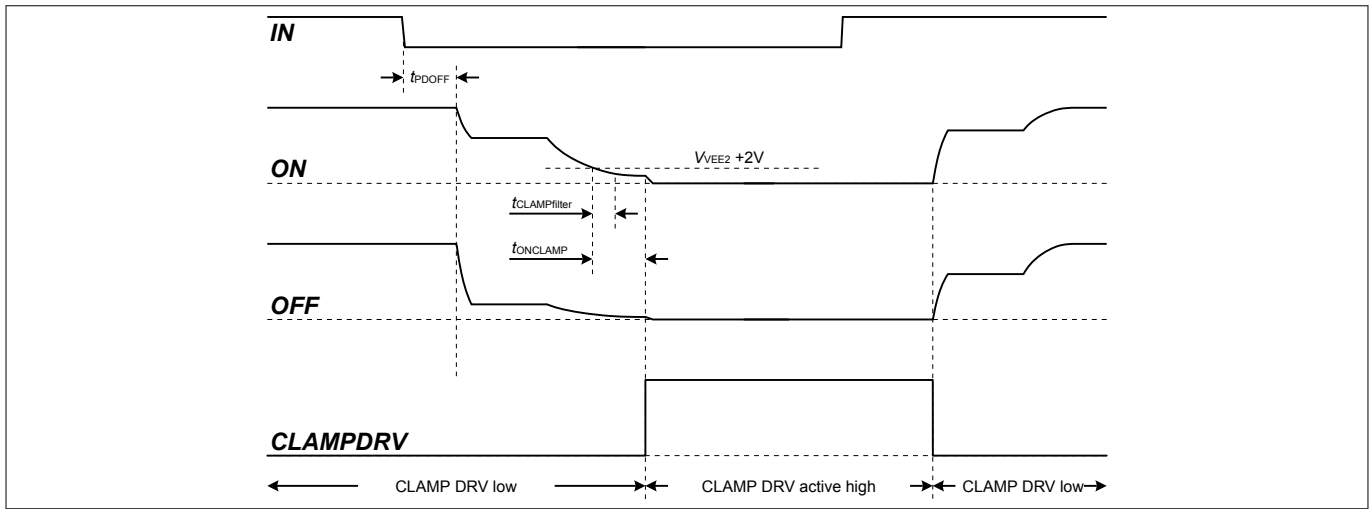 IN
tPDOFF
ON
VVEE2 +2V
tCLAMPfilter
tONCLAMP
OFF
CLAMPDRV
CLAMP DRV low
CLAMP DRV active high
CLAMP DRV low